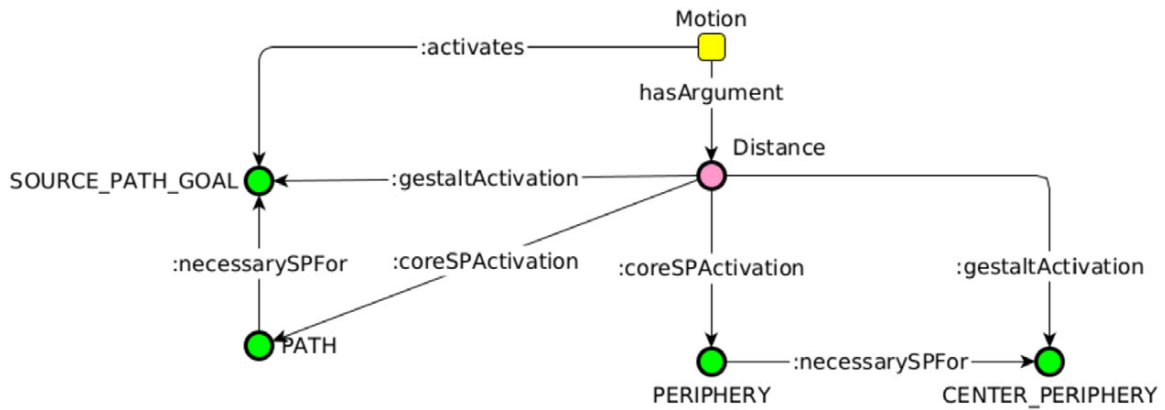 Motion
:activates
hasArgument
Distance
SOURCE_PATH_GOAL
:gestaltActivation
:necessarySPFor
:coreSPActivation
:coreSPActivation
:gestaltActivation
PATH
:necessarySPFor
PERIPHERY
CENTER_PERIPHERY